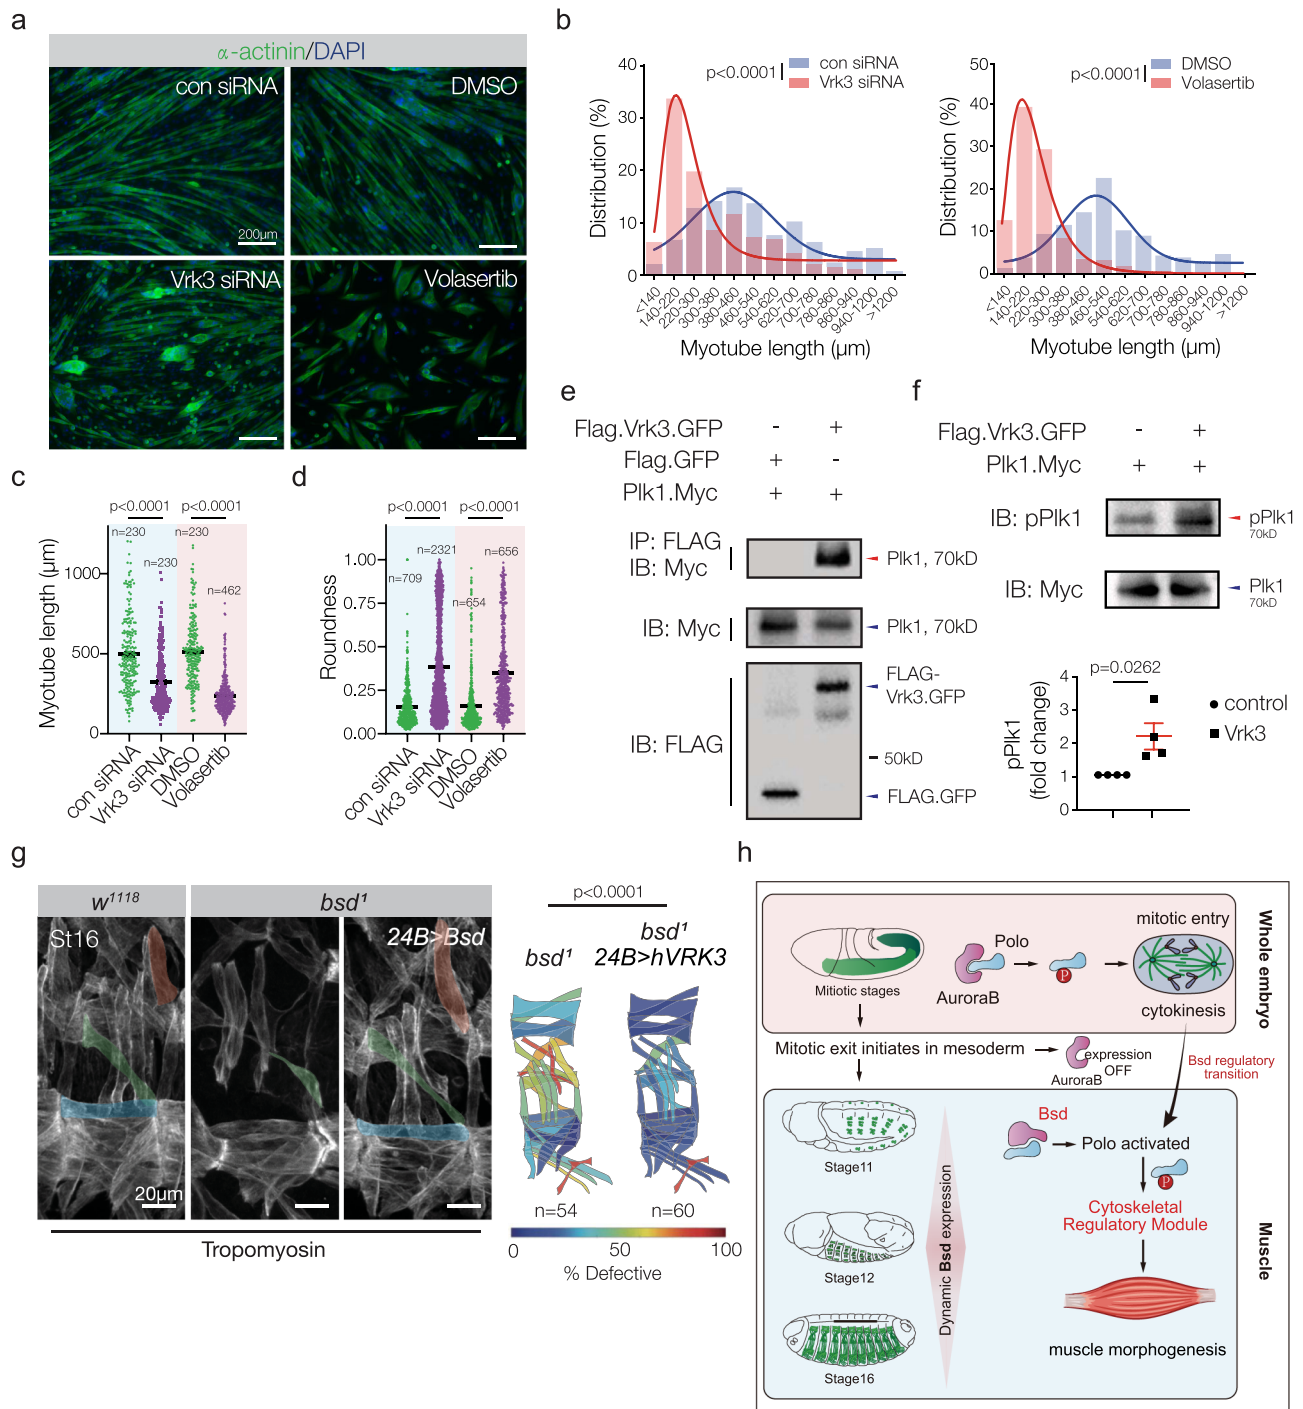 a
α-actinin/DAPI
con siRNA
DMSO
200µm
Vrk3 siRNA
Volasertib
b
p<0.0001
con siRNA
Vrk3 siRNA
Distribution (%)
40
30
20
10
0
<140
140-220
220-300
300-380
380-460
460-540
540-620
620-700
700-780
780-860
860-940
940-1200
>1200
Myotube length (µm)
p<0.0001
DMSO
Volasertib
Distribution (%)
50
40
30
20
10
0
<140
140-220
220-300
300-380
380-460
460-540
540-620
620-700
700-780
780-860
860-940
940-1200
>1200
Myotube length (µm)
c
p<0.0001
p<0.0001
n=230
n=230
n=230
n=462
Myotube length (µm)
1000
500
0
con siRNA
Vrk3 siRNA
DMSO
Volasertib
d
p<0.0001
p<0.0001
n=709
n=2321
n=654
n=656
Roundness
1.00
0.75
0.50
0.25
0
con siRNA
Vrk3 siRNA
DMSO
Volasertib
e
Flag.Vrk3.GFP - +
Flag.GFP + -
Plk1.Myc + +
IP: FLAG
IB: Myc
Plk1, 70kD
IB: Myc
Plk1, 70kD
IB: FLAG
FLAG-
Vrk3.GFP
50kD
FLAG.GFP
f
Flag.Vrk3.GFP - +
Plk1.Myc + +
IB: pPlk1
pPlk1
70kD
IB: Myc
Plk1
70kD
p=0.0262
pPlk1
(fold change)
4
3
2
1
0
control
Vrk3
g
w1118
bsd1
St16
24B>Bsd
20µm
Tropomyosin
p<0.0001
bsd1
bsd1
24B>hVRK3
n=54
n=60
0
50
100
% Defective
h
Whole embryo
Mitiotic stages
Polo
AuroraB
P
mitotic entry
cytokinesis
Mitotic exit initiates in mesoderm
expression
OFF
AuroraB
Bsd regulatory
transition
Muscle
Stage11
Stage12
Stage16
Dynamic Bsd expression
Bsd
Polo activated
P
Cytoskeletal
Regulatory Module
muscle morphogenesis